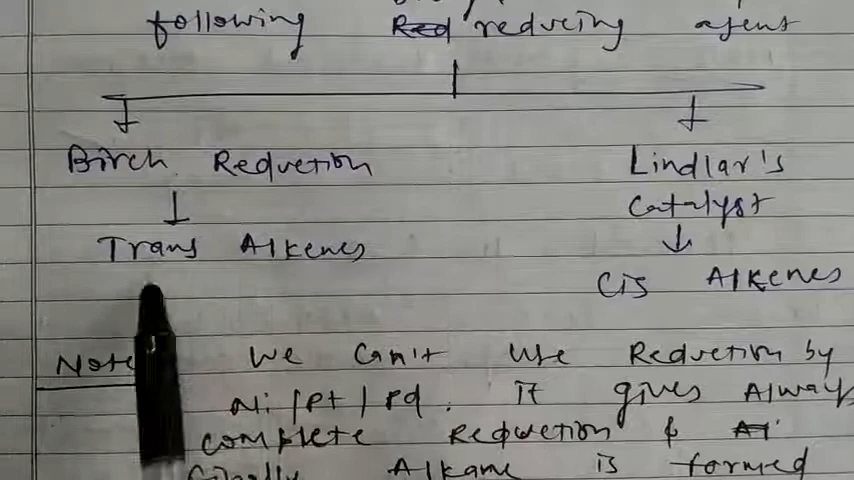 following Red reducing agent
Birch Reduction Lindlar's
Catalyst
Trans Alkenes
Cis Alkenes
Note We Can't Use Reduction by
Ni/Pt/Pd. It gives Always
complete Reduction &
finally Alkane is formed